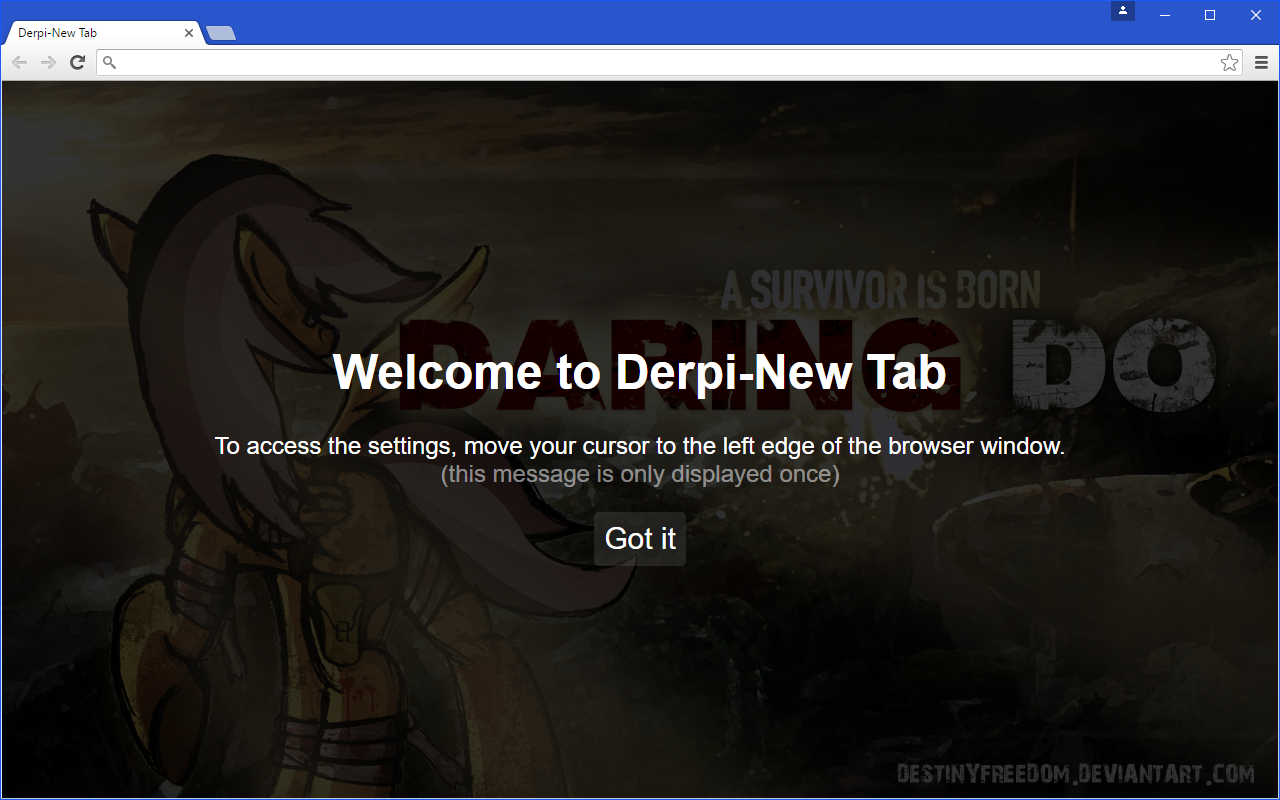 Derpi-New Tab
A SURVIVOR IS BORN
DARING DO
Welcome to Derpi-New Tab
To access the settings, move your cursor to the left edge of the browser window.
(this message is only displayed once)
Got it
DESTINYFREEDOM.DEVIANTART.COM